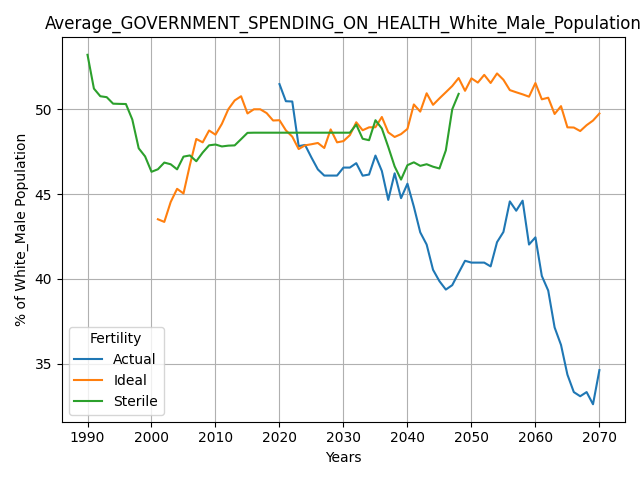 Average_GOVERNMENT_SPENDING_ON_HEALTH_White_Male_Population
% of White_Male Population
50
45
40
35
Fertility
Actual
Ideal
Sterile
1990 2000 2010 2020 2030 2040 2050 2060 2070
Years